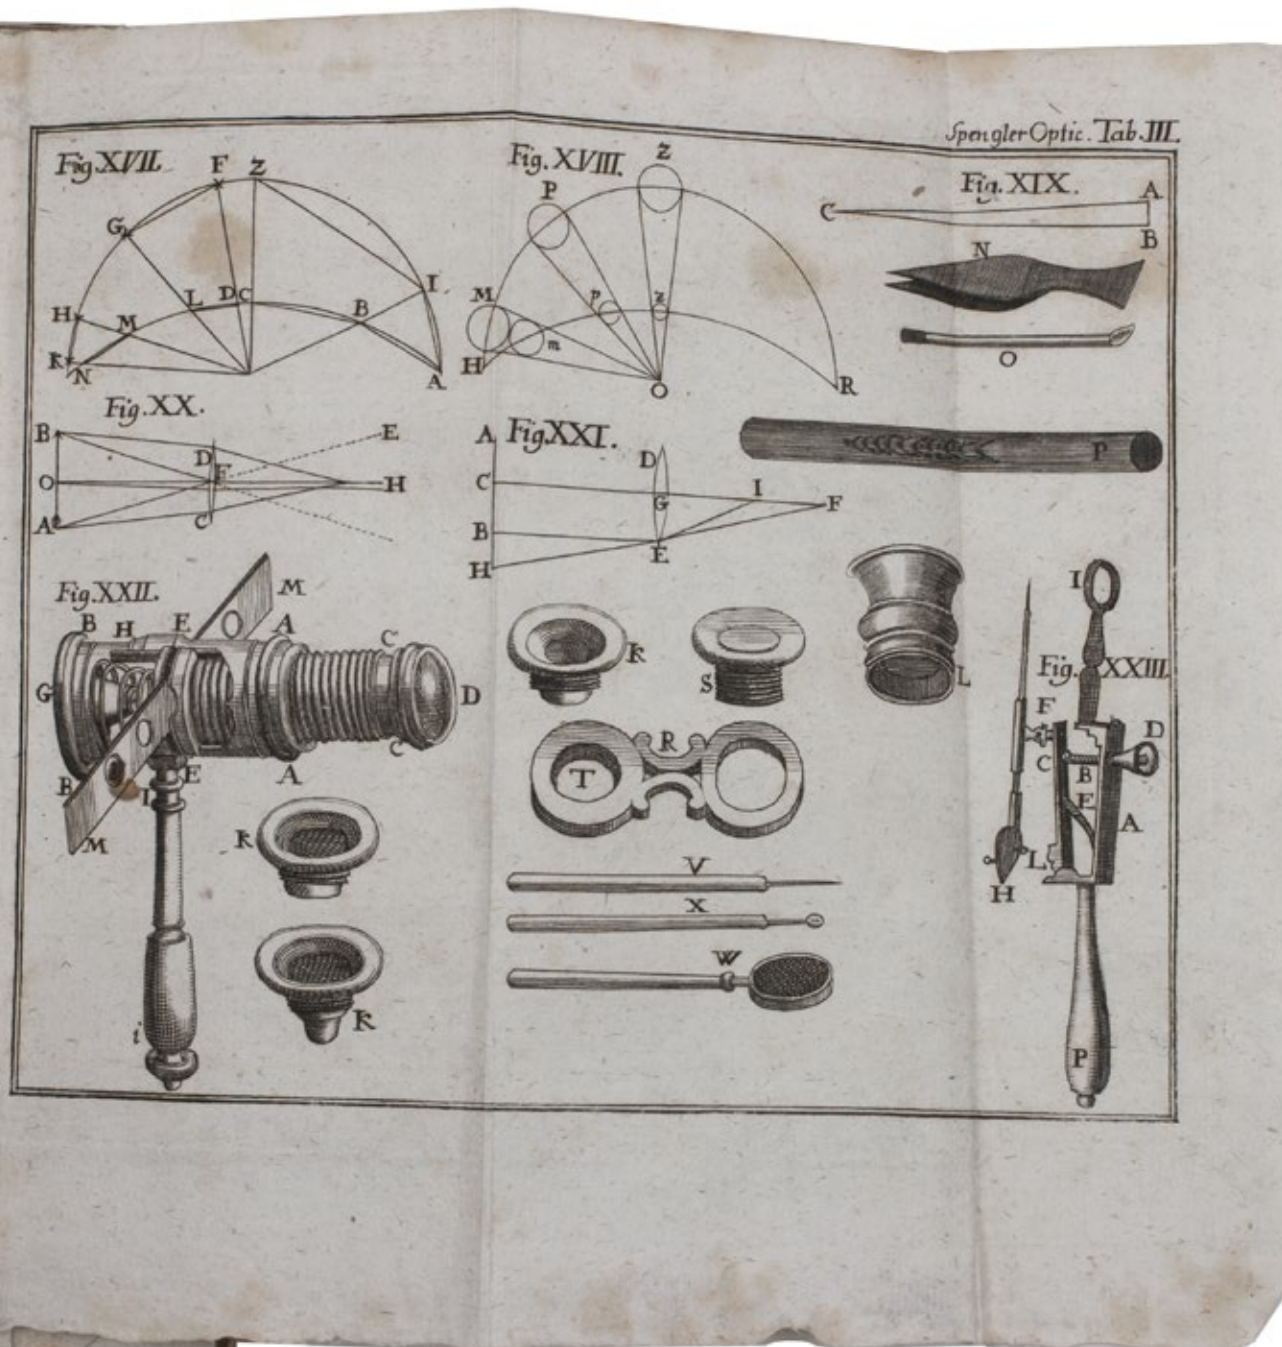 Spengler Optic. Tab. III.
Fig. XVII.
F
Z
G
H
K
N
M
L
D
C
B
I
A
Fig. XVIII.
Z
P
M
H
m
p
z
O
R
Fig. XIX.
C
A
B
N
O
P
Fig. XX.
B
O
A
D
F
C
E
H
Fig. XXI.
A
C
B
H
D
G
E
I
F
Fig. XXII.
M
B
H
E
A
C
G
D
B
I
E
A
C
M
i
K
K
K
S
L
R
T
V
X
W
Fig. XXIII.
I
F
D
C
B
E
A
L
H
P